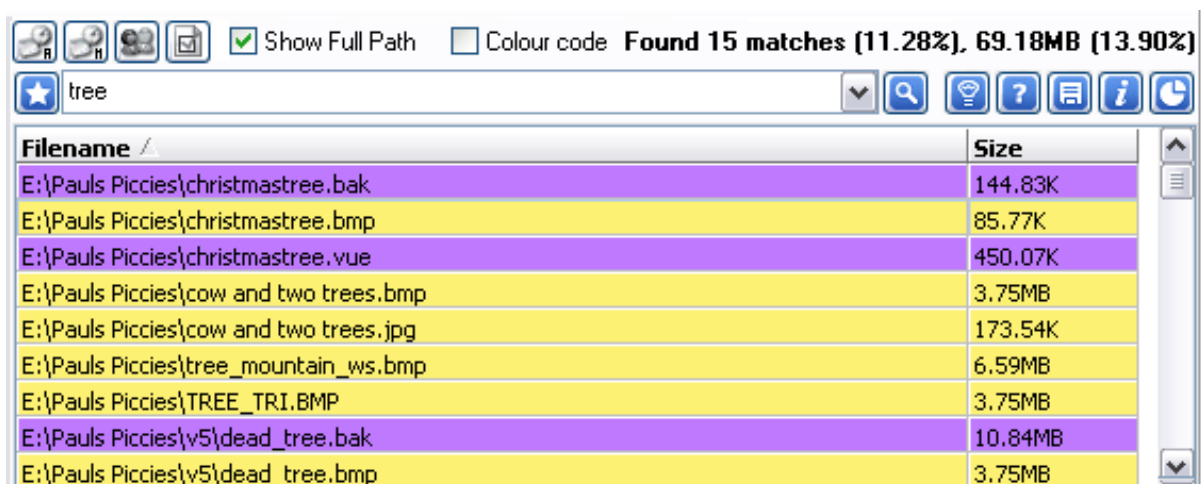 Show Full Path Colour code Found 15 matches (11.28%), 69.18MB (13.90%)
tree
Filename Size
E:\Pauls Piccies\christmastree.bak 144.83K
E:\Pauls Piccies\christmastree.bmp 85.77K
E:\Pauls Piccies\christmastree.vue 450.07K
E:\Pauls Piccies\cow and two trees.bmp 3.75MB
E:\Pauls Piccies\cow and two trees.jpg 173.54K
E:\Pauls Piccies\tree_mountain_ws.bmp 6.59MB
E:\Pauls Piccies\TREE_TRI.BMP 3.75MB
E:\Pauls Piccies\v5\dead_tree.bak 10.84MB
E:\Pauls Piccies\v5\dead_tree.bmp 3.75MB